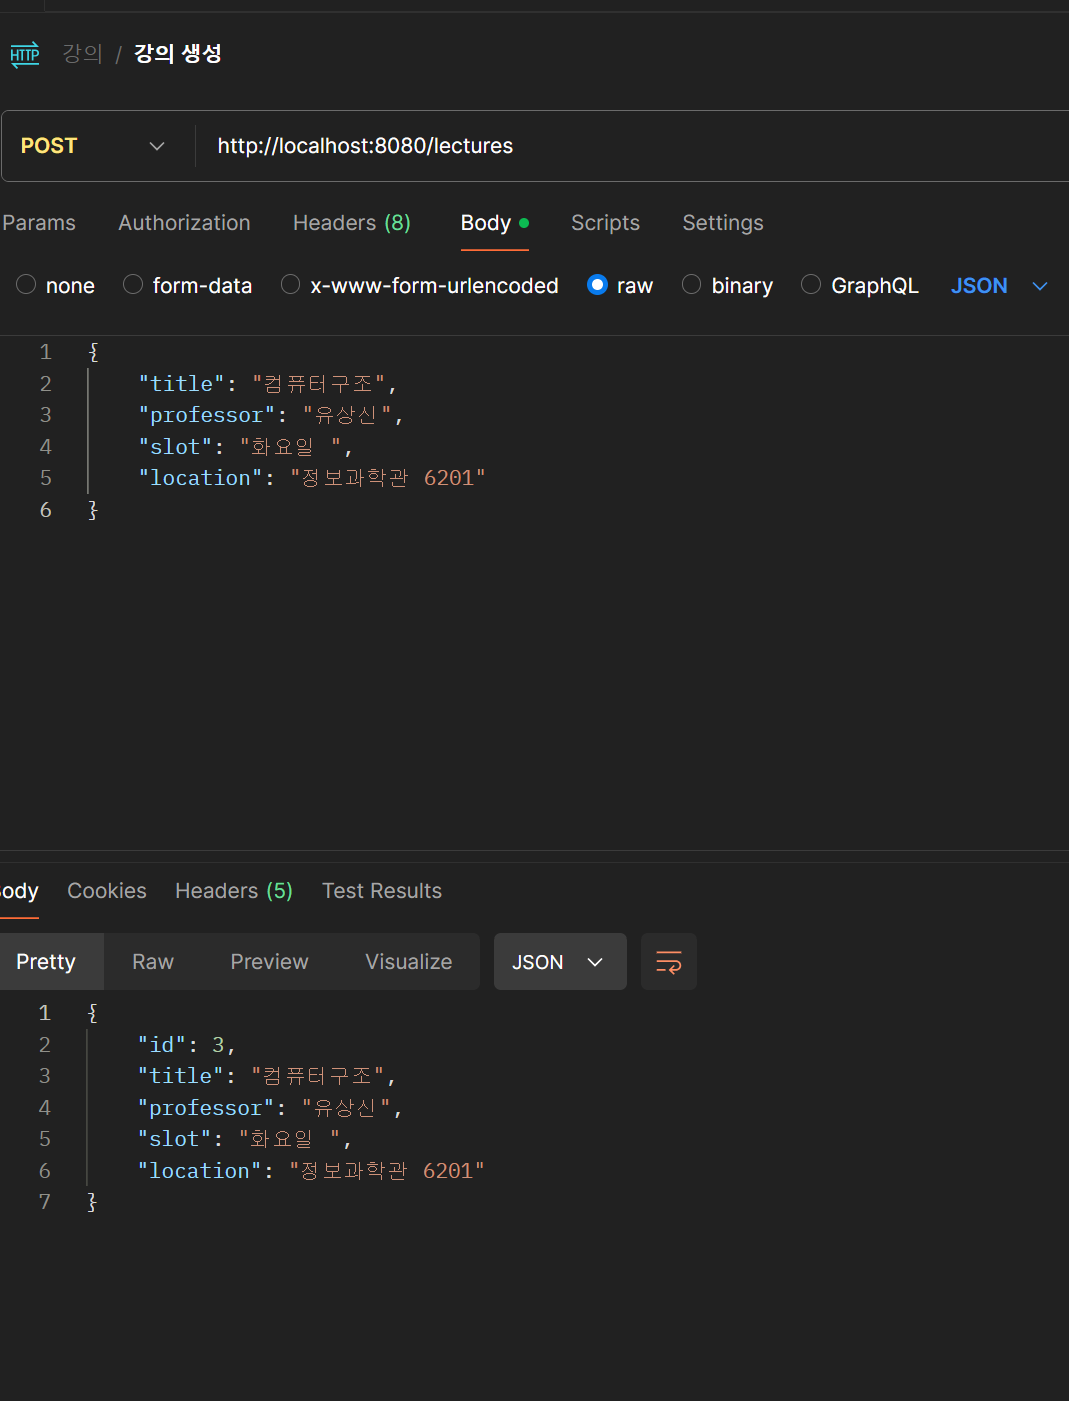 HTTP 강의 / 강의 생성
POST http://localhost:8080/lectures
Params Authorization Headers (8) Body Scripts Settings
none form-data x-www-form-urlencoded raw binary GraphQL JSON
1 {
2 "title": "컴퓨터구조",
3 "professor": "유상신",
4 "slot": "화요일 ",
5 "location": "정보과학관 6201"
6 }
ody Cookies Headers (5) Test Results
Pretty Raw Preview Visualize JSON
1 {
2 "id": 3,
3 "title": "컴퓨터구조",
4 "professor": "유상신",
5 "slot": "화요일 ",
6 "location": "정보과학관 6201"
7 }